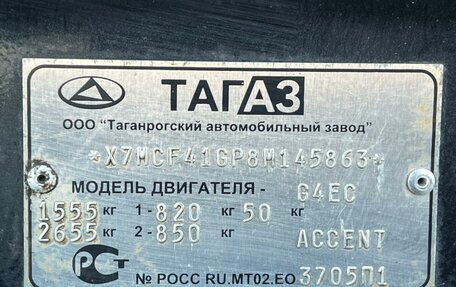 ТАГАЗ
ООО "Таганрогский автомобильный завод"
*X7MCF41GP8M145863*
МОДЕЛЬ ДВИГАТЕЛЯ - G4EC
1555 кг 1 - 820 кг 50 кг
2655 кг 2 - 850 кг ACCENT
РСТ № РОСС RU.MT02.EO 3705П1